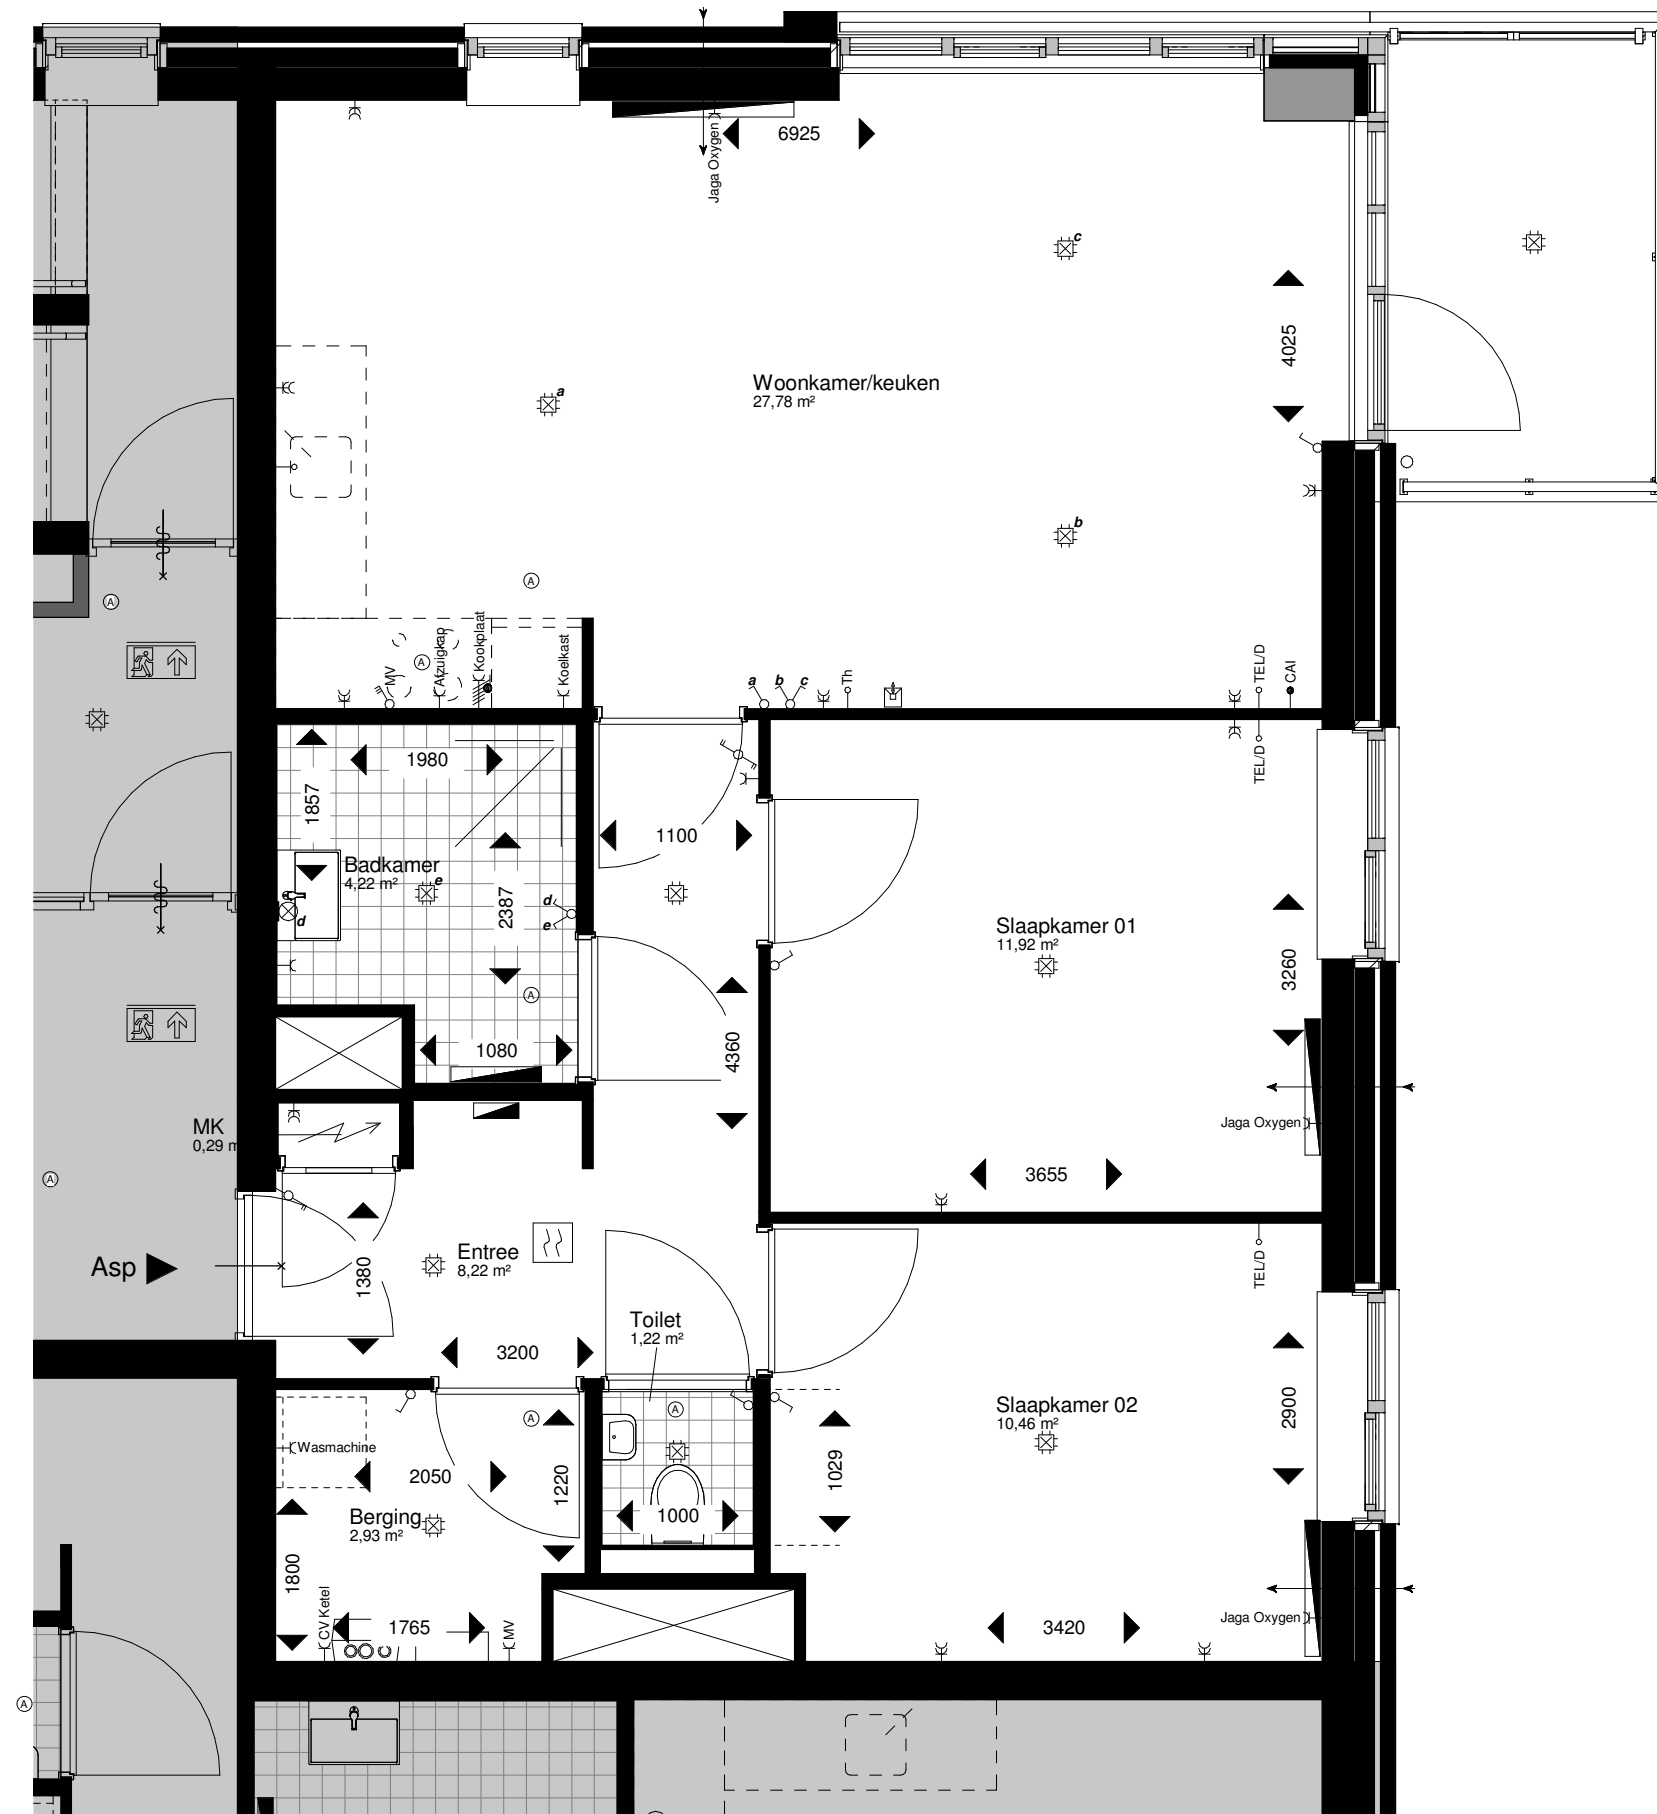 6925
Jaga Oxygen
c
4025
Woonkamer/keuken
27,78 m²
a
b
A
A
MV
Afzuigkap
Kookplaat
A
Koelkast
a
b
c
Th
TEL/D
CAI
1980
1857
TEL/D
1100
Badkamer
4,22 m²
e
d
2387
d
e
Slaapkamer 01
11,92 m²
3260
A
1080
4360
MK
0,29 m
Jaga Oxygen
A
3655
Asp
1380
Entree
8,22 m²
TEL/D
Toilet
1,22 m²
3200
Slaapkamer 02
10,46 m²
2900
A
A
Wasmachine
2050
1220
1029
1000
Berging
2,93 m²
1800
CV Ketel
1765
MV
3420
Jaga Oxygen
A